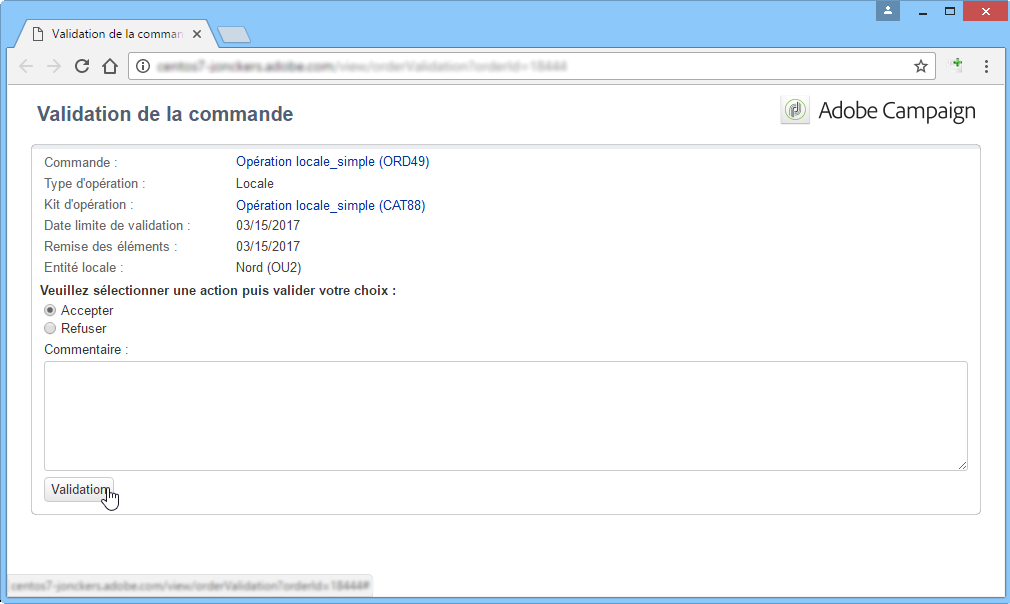 Validation de la comman
centos7-jonckers.adobe.com/view/orderValidation?orderId=18444
Validation de la commande
Adobe Campaign
Commande :
Opération locale_simple (ORD49)
Type d'opération :
Locale
Kit d'opération :
Opération locale_simple (CAT88)
Date limite de validation :
03/15/2017
Remise des éléments :
03/15/2017
Entité locale :
Nord (OU2)
Veuillez sélectionner une action puis valider votre choix :
Accepter
Refuser
Commentaire :
Validation
centos7-jonckers.adobe.com/view/orderValidation?orderId=18444#